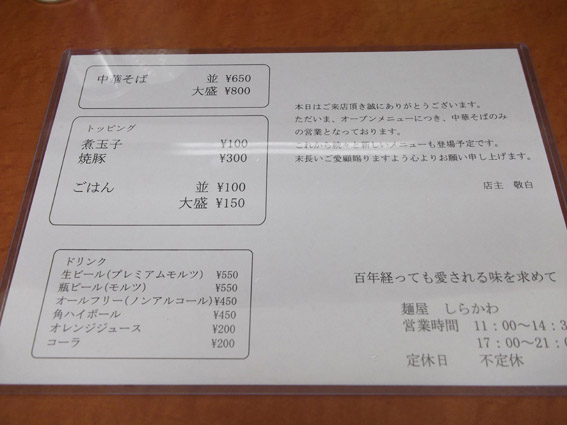 中華そば 並 ¥650
大盛 ¥800
トッピング
煮玉子 ¥100
焼豚 ¥300
ごはん 並 ¥100
大盛 ¥150
ドリンク
生ビール(プレミアムモルツ) ¥550
瓶ビール(モルツ) ¥550
オールフリー(ノンアルコール) ¥450
角ハイボール ¥450
オレンジジュース ¥200
コーラ ¥200
本日はご来店頂き誠にありがとうございます。
ただいま、オープンメニューにつき、中華そばのみ
の営業となっております。
これから続々と新しいメニューも登場予定です。
末長いご愛顧賜りますよう心よりお願い申し上げます。
店主 敬白
百年経っても愛される味を求めて
麺屋 しらかわ
営業時間 11:00～14:3
17:00～21:0
定休日 不定休